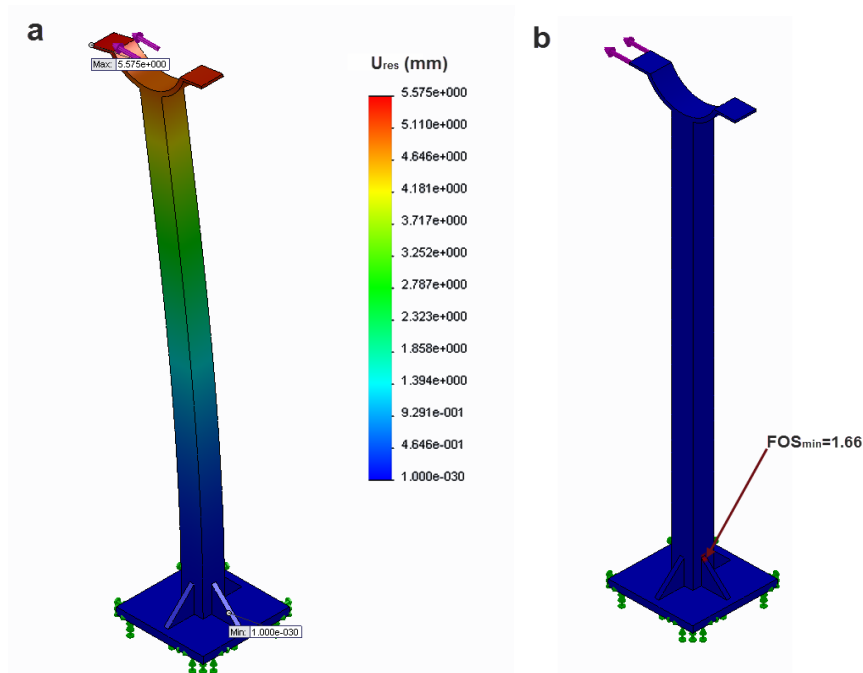 a
Max: 5.575e+000
Ures (mm)
5.575e+000
5.110e+000
4.646e+000
4.181e+000
3.717e+000
3.252e+000
2.787e+000
2.323e+000
1.858e+000
1.394e+000
9.291e-001
4.646e-001
1.000e-030
Min: 1.000e-030
b
FOSmin=1.66